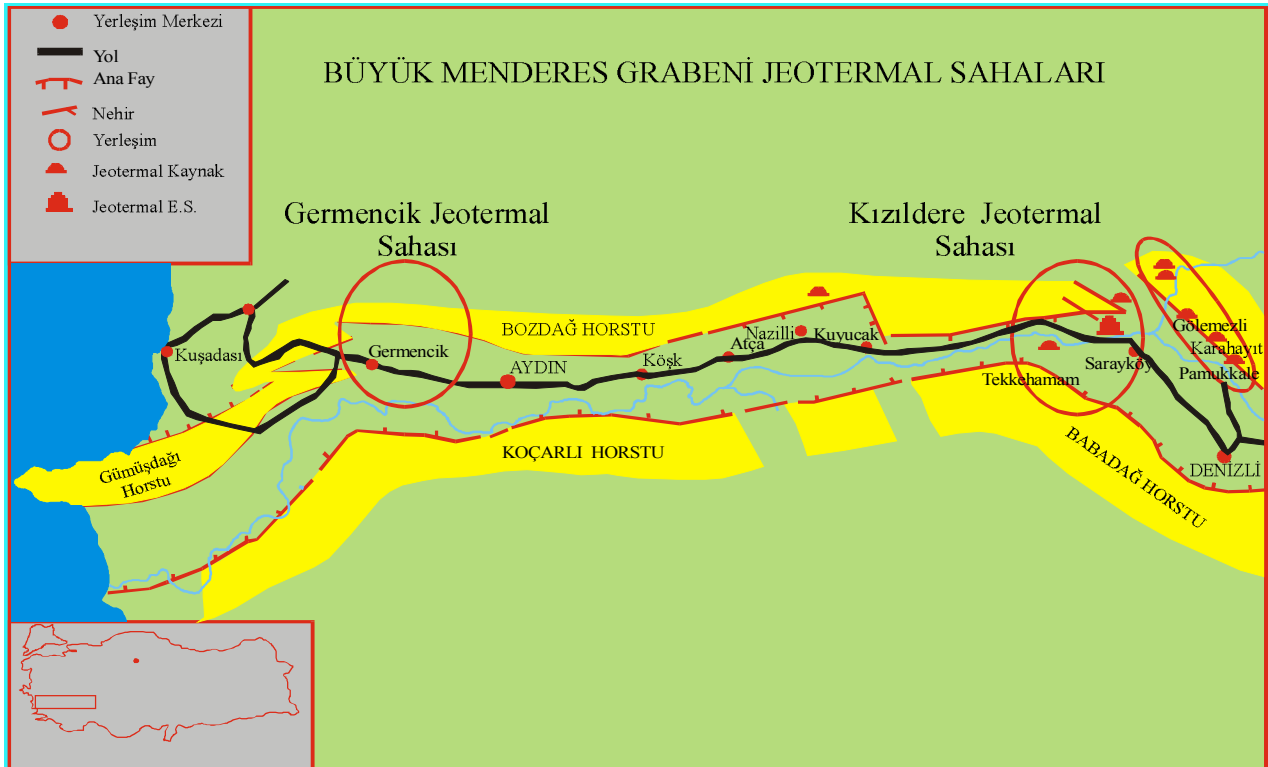 Yerleşim Merkezi
Yol
Ana Fay
Nehir
Yerleşim
Jeotermal Kaynak
Jeotermal E.S.
BÜYÜK MENDERES GRABENİ JEOTERMAL SAHALARI
Germencik Jeotermal
Sahası
Kızıldere Jeotermal
Sahası
Kuşadası
Germencik
BOZDAĞ HORSTU
AYDIN
Köşk
Atça
Nazilli
Kuyucak
Tekkehamam
Sarayköy
Gölemezli
Karahayıt
Pamukkale
DENİZLİ
Gümüşdağı
Horstu
KOÇARLI HORSTU
BABADAĞ HORSTU